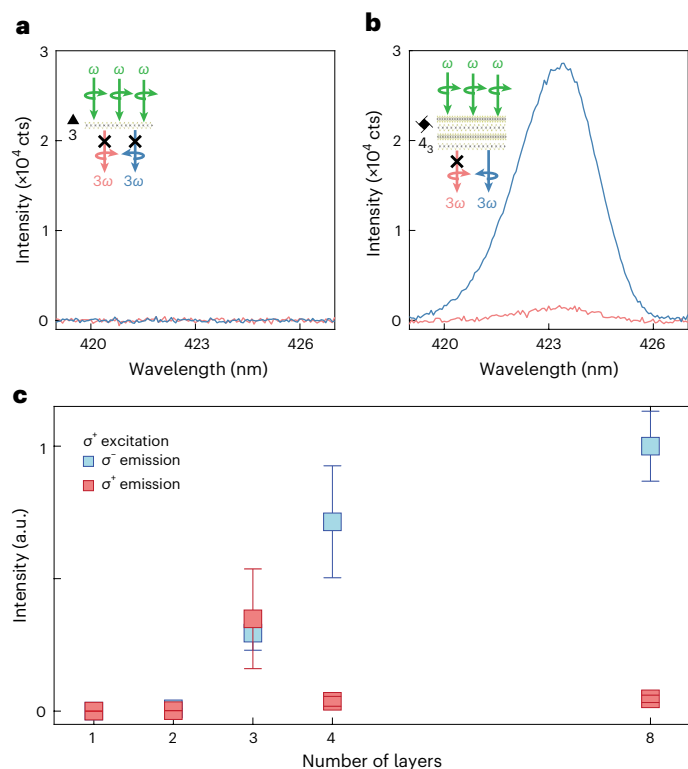 a
3
2
1
0
Intensity (×10⁴ cts)
ω ω ω
3
3ω 3ω
420 423 426
Wavelength (nm)
b
3
2
1
0
Intensity (×10⁴ cts)
ω ω ω
4₃
3ω 3ω
420 423 426
Wavelength (nm)
c
1
0
Intensity (a.u.)
σ⁺ excitation
σ⁻ emission
σ⁺ emission
1 2 3 4 8
Number of layers